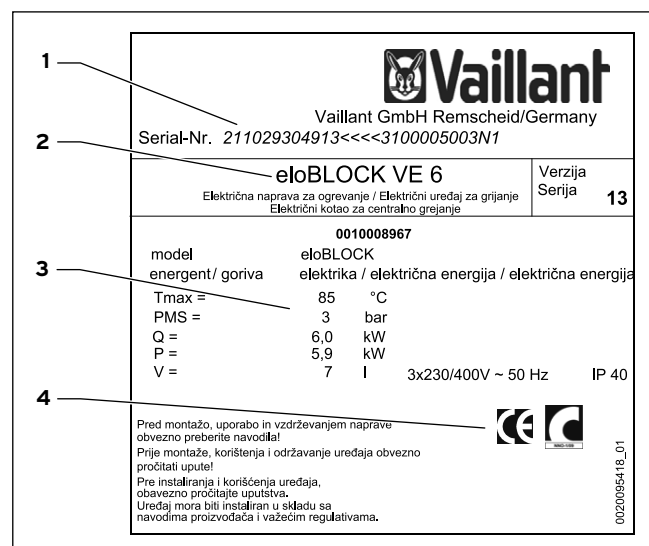 Vaillant
Vaillant GmbH Remscheid/Germany
1
Serial-Nr. 211029304913<<<<3100005003N1
2
eloBLOCK VE 6
Električna naprava za ogrevanje / Električni uređaj za grijanje
Električni kotao za centralno grejanje
Verzija
Serija 13
0010008967
model eloBLOCK
energent/ goriva elektrika / električna energija / električna energija
3
Tmax = 85 °C
PMS = 3 bar
Q = 6,0 kW
P = 5,9 kW
V = 7 l 3x230/400V ~ 50 Hz IP 40
4
CE
Pred montažo, uporabo in vzdrževanjem naprave
obvezno preberite navodila!
Prije montaže, korištenja i održavanje uređaja obvezno
pročitati upute!
Pre instaliranja i korišćenja uređaja,
obavezno pročitajte uputstva.
Uređaj mora biti instaliran u skladu sa
navodima proizvođača i važećim regulativama.
0020095418_01